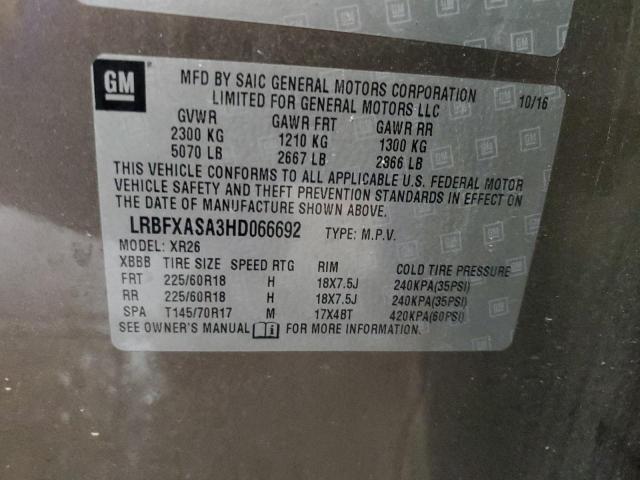 GM
MFD BY SAIC GENERAL MOTORS CORPORATION
LIMITED FOR GENERAL MOTORS LLC
10/16
GVWR GAWR FRT GAWR RR
2300 KG 1210 KG 1300 KG
5070 LB 2667 LB 2866 LB
THIS VEHICLE CONFORMS TO ALL APPLICABLE U.S. FEDERAL MOTOR
VEHICLE SAFETY AND THEFT PREVENTION STANDARDS IN EFFECT ON
THE DATE OF MANUFACTURE SHOWN ABOVE.
LRBFXASA3HD066692 TYPE: M.P.V.
MODEL: XR26
XBBB TIRE SIZE SPEED RTG RIM COLD TIRE PRESSURE
FRT 225/60R18 H 18X7.5J 240KPA(35PSI)
RR 225/60R18 H 18X7.5J 240KPA(35PSI)
SPA T145/70R17 M 17X4BT 420KPA(60PSI)
SEE OWNER'S MANUAL FOR MORE INFORMATION.